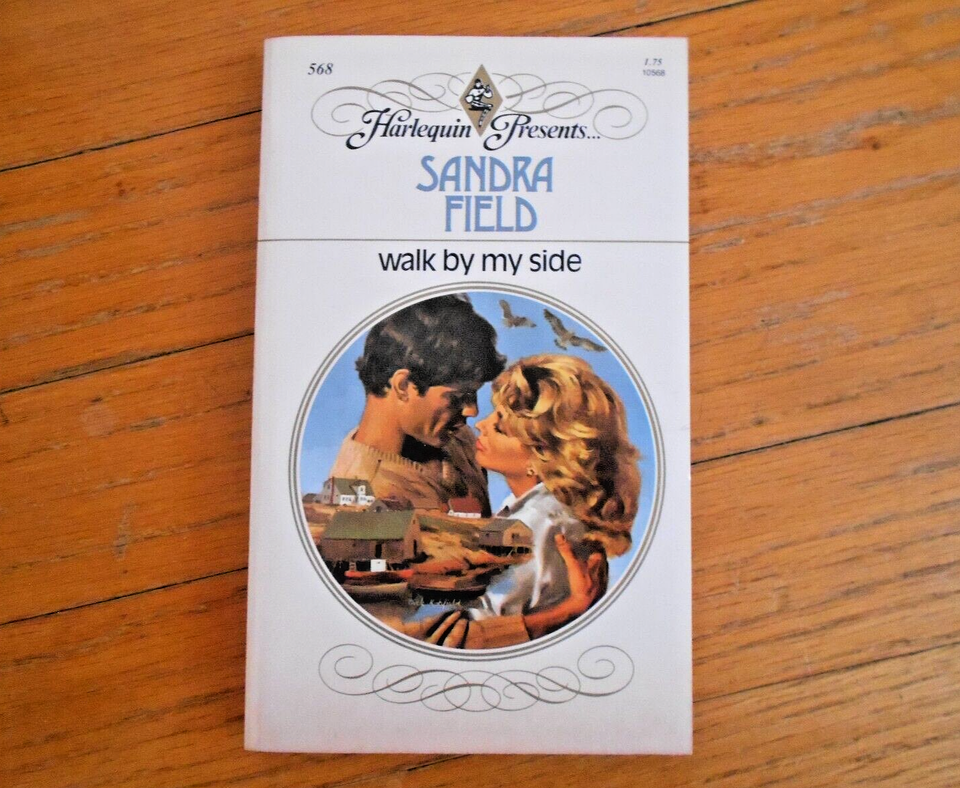 568
1.75
10568
Harlequin Presents...
SANDRA
FIELD
walk by my side